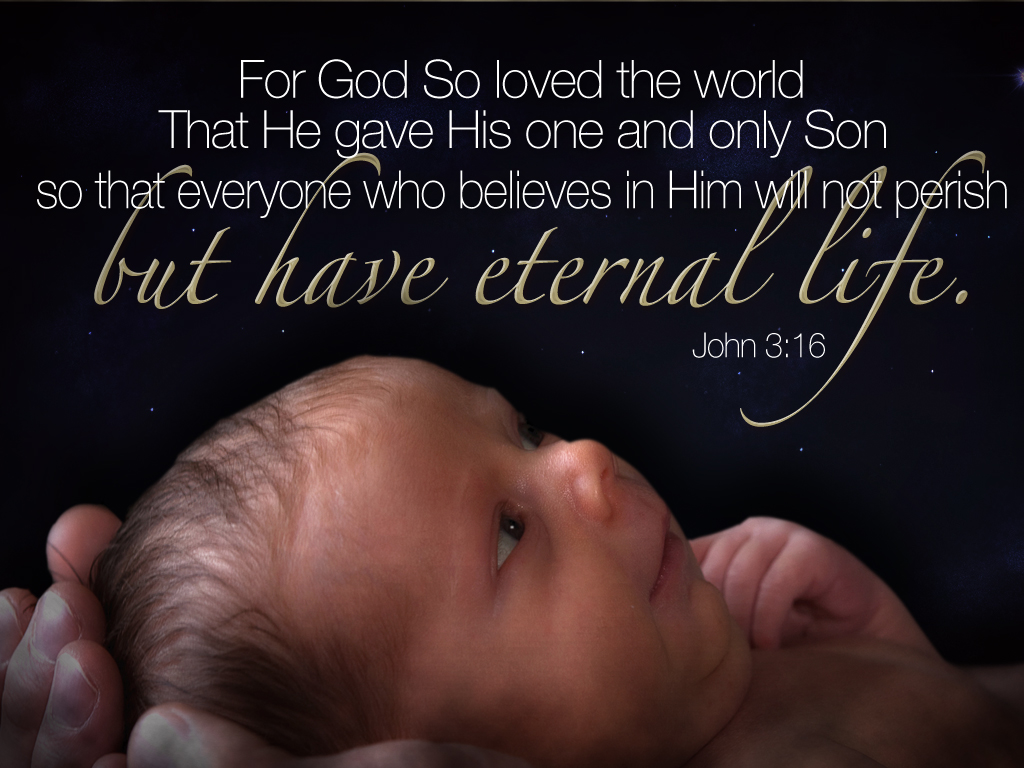 For God So loved the world
That He gave His one and only Son
so that everyone who believes in Him will not perish
but have eternal life.
John 3:16